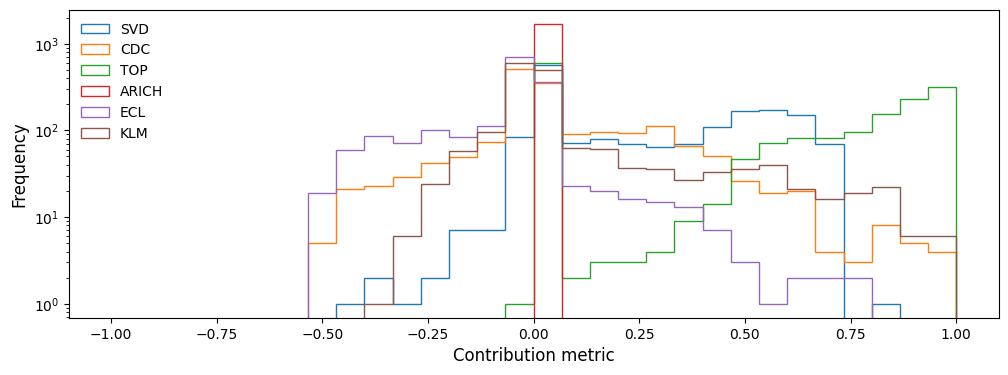 SVD
CDC
TOP
ARICH
ECL
KLM
Frequency
10³
10²
10¹
10⁰
−1.00 −0.75 −0.50 −0.25 0.00 0.25 0.50 0.75 1.00
Contribution metric